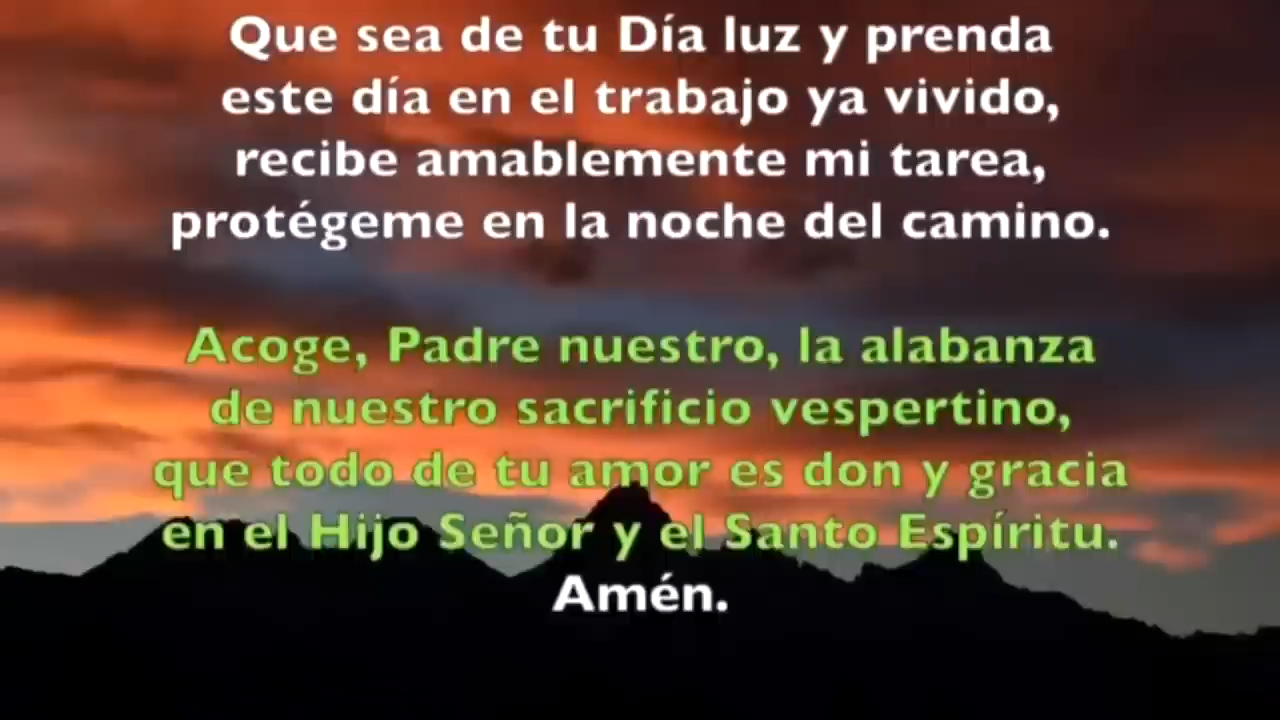 Que sea de tu Día luz y prenda
este día en el trabajo ya vivido,
recibe amablemente mi tarea,
protégeme en la noche del camino.
Acoge, Padre nuestro, la alabanza
de nuestro sacrificio vespertino,
que todo de tu amor es don y gracia
en el Hijo Señor y el Santo Espíritu.
Amén.